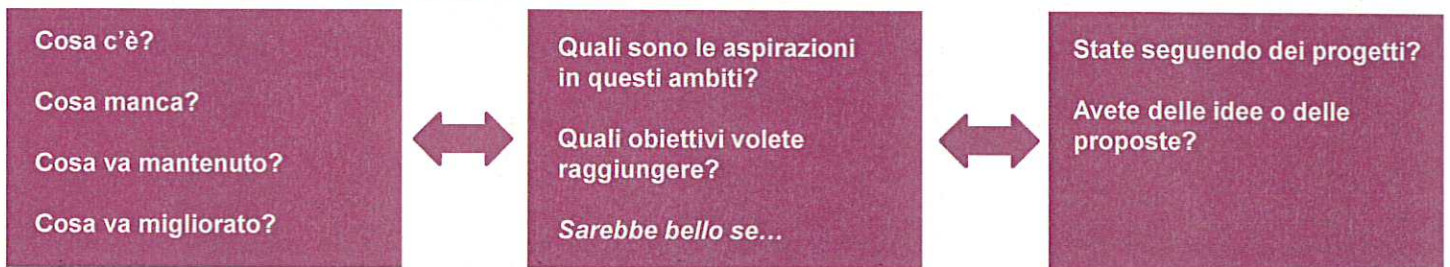 Cosa c'è?
Cosa manca?
Cosa va mantenuto?
Cosa va migliorato?
Quali sono le aspirazioni
in questi ambiti?
Quali obiettivi volete
raggiungere?
Sarebbe bello se…
State seguendo dei progetti?
Avete delle idee o delle
proposte?